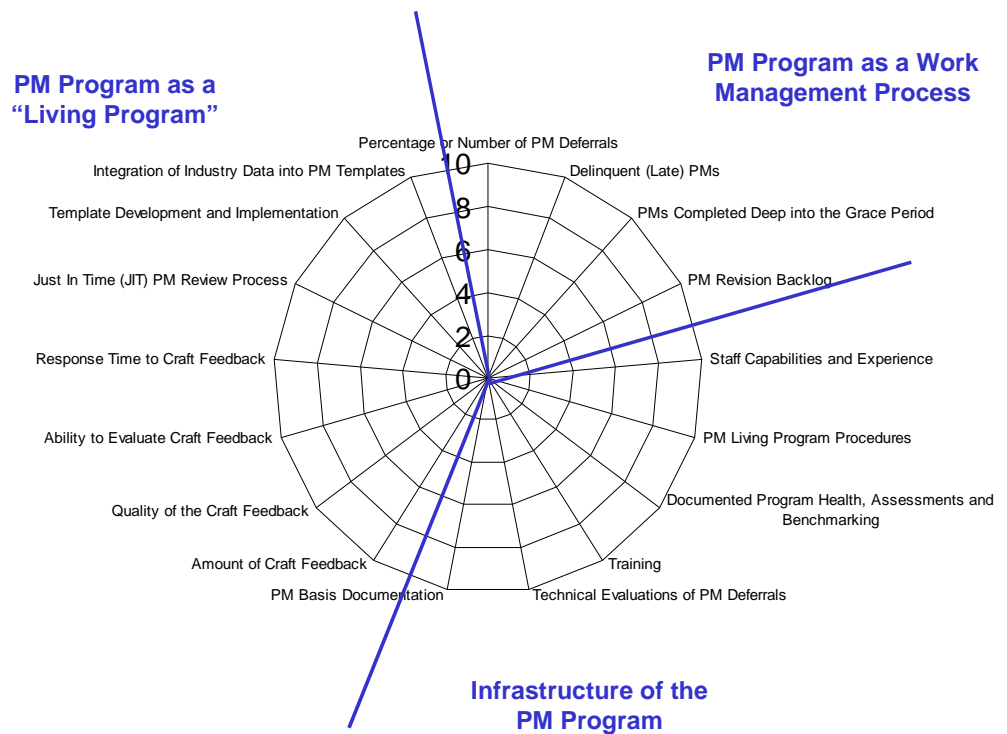 PM Program as a
“Living Program”
PM Program as a Work
Management Process
Percentage or Number of PM Deferrals
Delinquent (Late) PMs
PMs Completed Deep into the Grace Period
PM Revision Backlog
Staff Capabilities and Experience
PM Living Program Procedures
Documented Program Health, Assessments and
Benchmarking
Training
Technical Evaluations of PM Deferrals
PM Basis Documentation
Amount of Craft Feedback
Quality of the Craft Feedback
Ability to Evaluate Craft Feedback
Response Time to Craft Feedback
Just In Time (JIT) PM Review Process
Template Development and Implementation
Integration of Industry Data into PM Templates
10
8
6
4
2
0
Infrastructure of the
PM Program